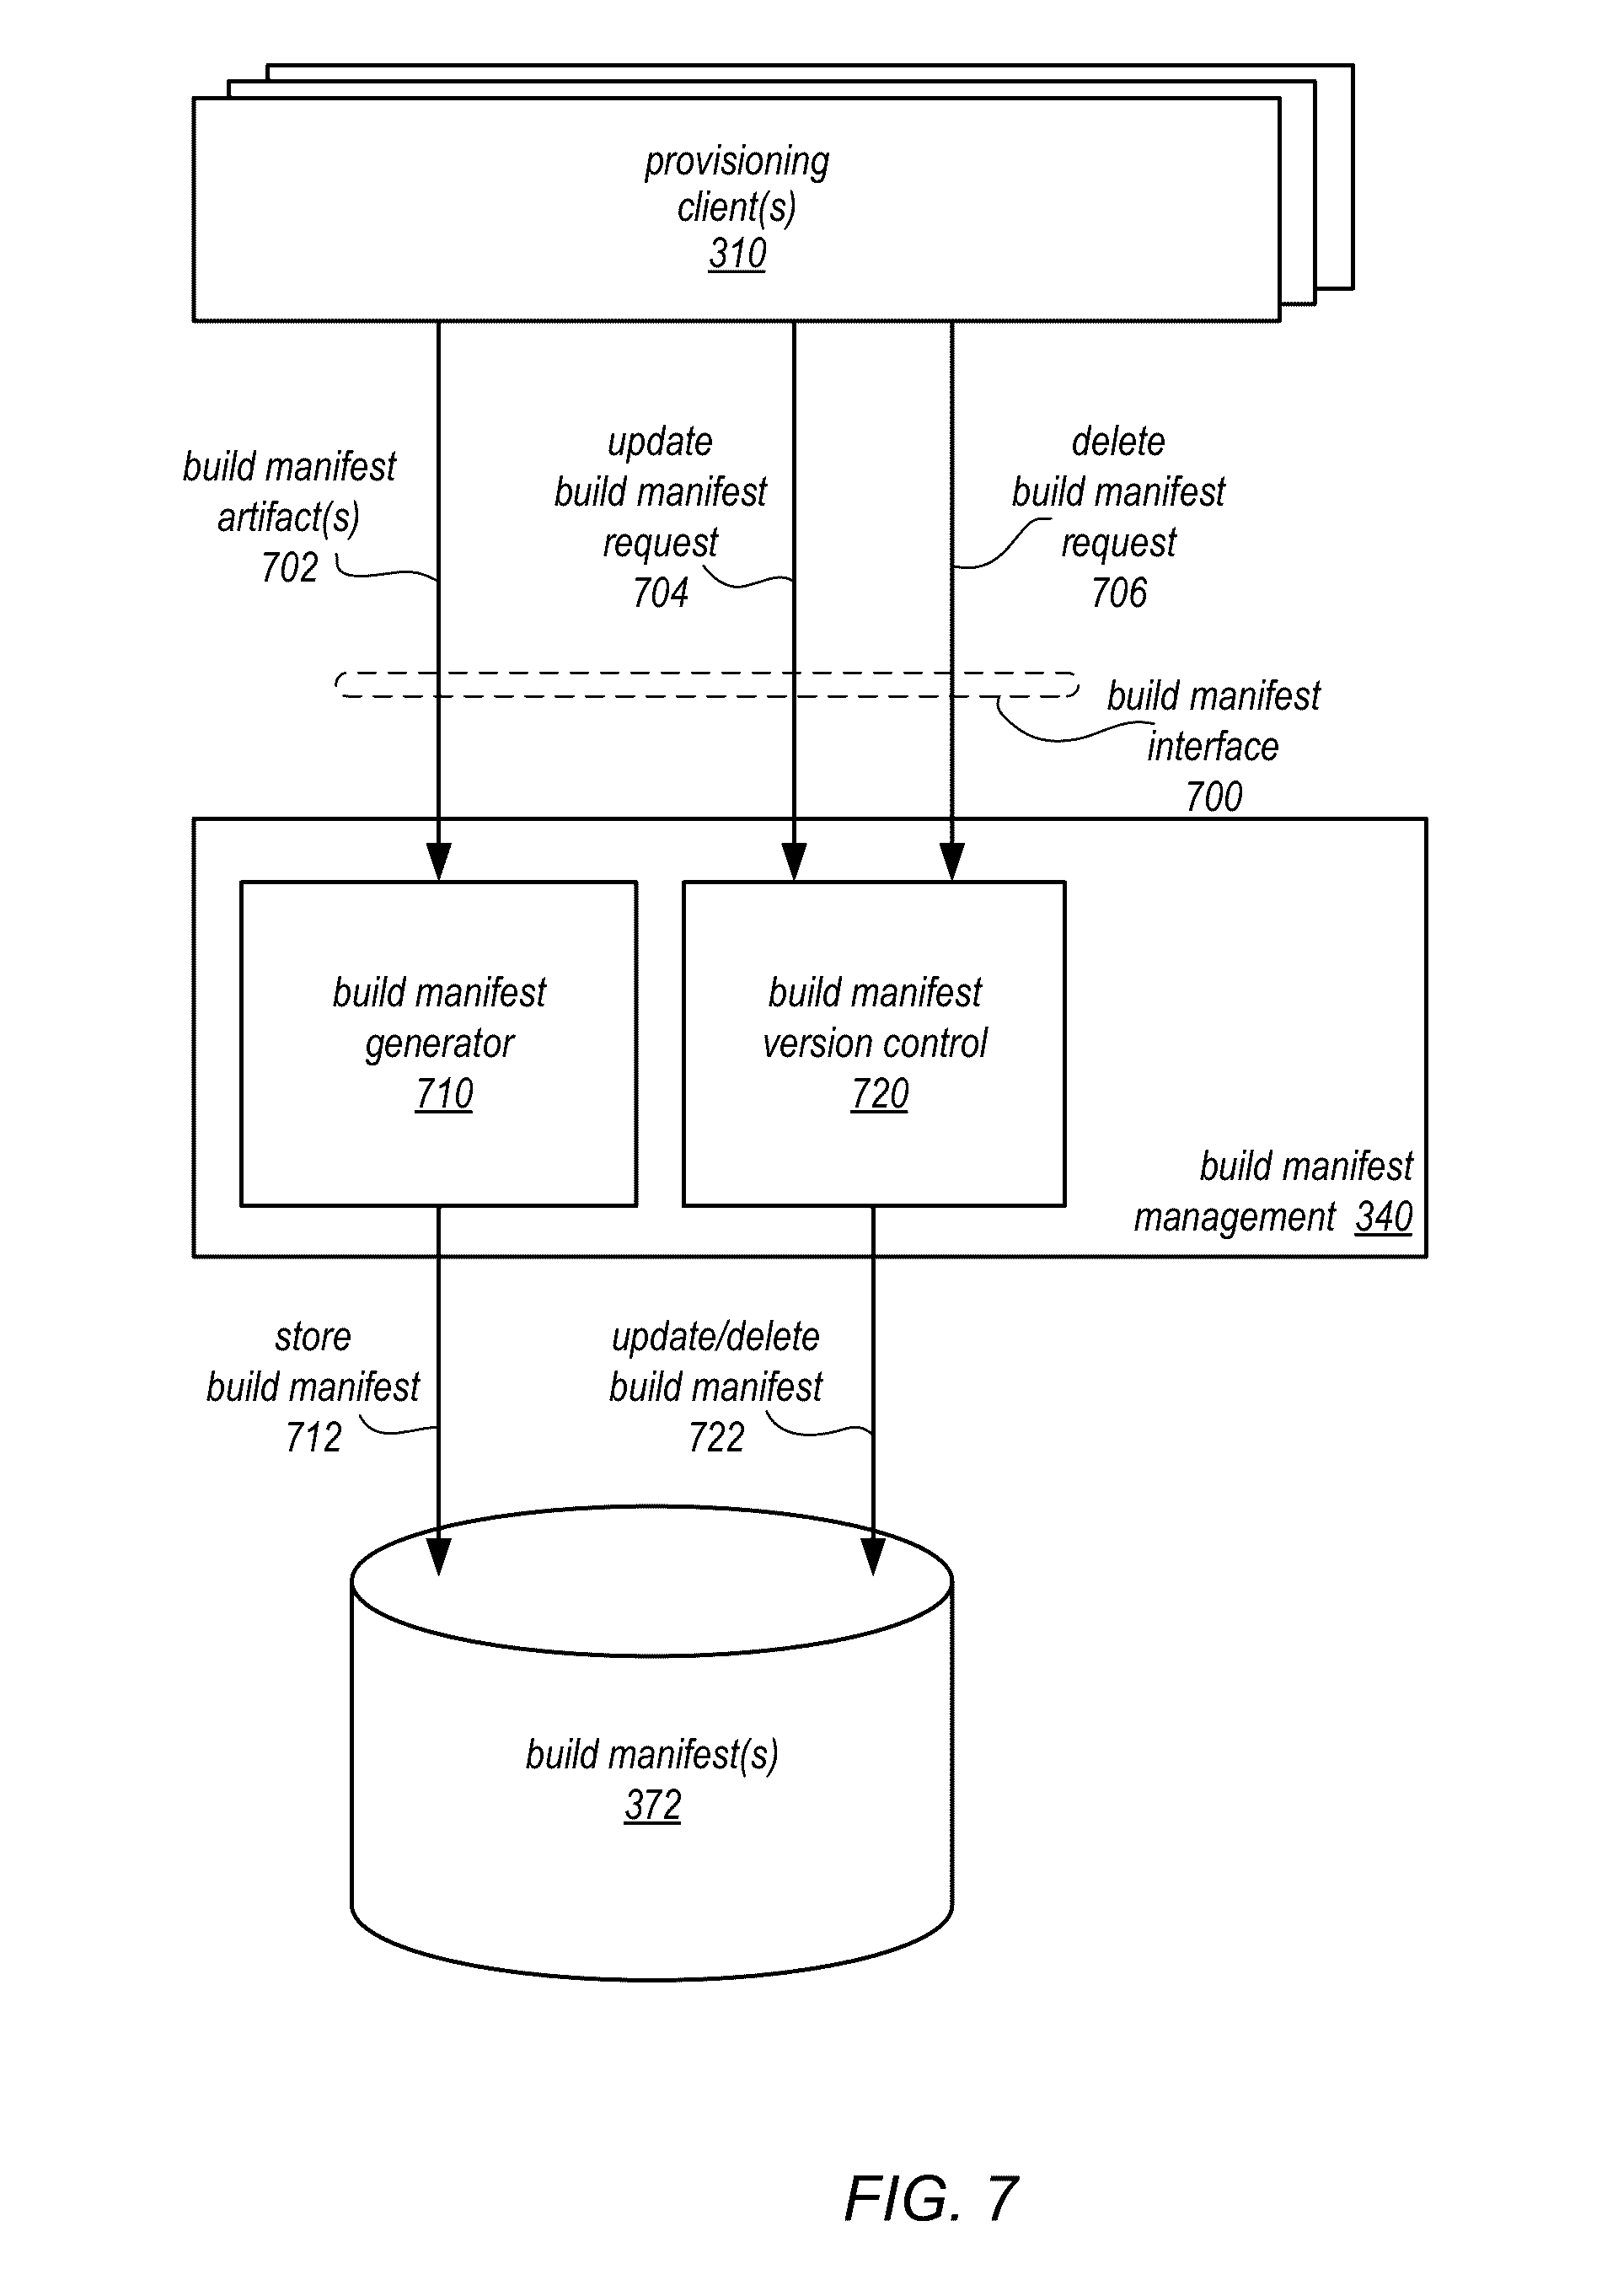 provisioning
client(s)
310
build manifest
artifact(s)
702
update
build manifest
request
704
delete
build manifest
request
706
build manifest
interface
700
build manifest
generator
710
build manifest
version control
720
build manifest
management 340
store
build manifest
712
update/delete
build manifest
722
build manifest(s)
372
FIG. 7